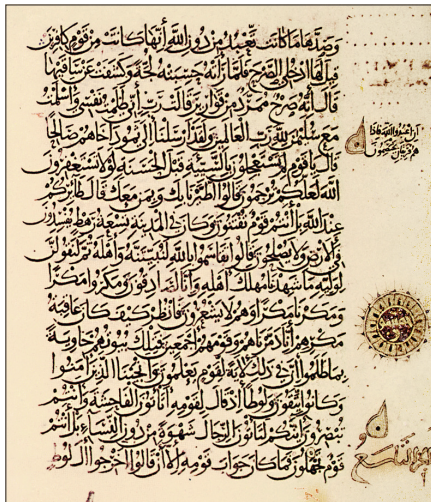 وصدها ما كانت تعبد من دون الله إنها كانت من قوم كافرين
قيل لها ادخلي الصرح فلما رأته حسبته لجة وكشفت عن ساقيها
قال إنه صرح ممرد من قوارير قالت رب إني ظلمت نفسي وأسلمت
مع سليمن لله رب العالمين ولقد أرسلنا إلى ثمود أخاهم صالحا
أن اعبدوا الله فإذا
هم فريقان يختصمون
قال يا قوم لم تستعجلون بالسيئة قبل الحسنة لولا تستغفرون
الله لعلكم ترحمون قالوا اطيرنا بك وبمن معك قال طائركم
عند الله بل أنتم قوم تفتنون وكان في المدينة تسعة رهط يفسدون
في الأرض ولا يصلحون قالوا تقاسموا بالله لنبيتنه وأهله ثم لنقولن
لوليه ما شهدنا مهلك أهله وإنا لصادقون ومكروا مكرا
ومكرنا مكرا وهم لا يشعرون فانظر كيف كان عاقبة
مكرهم أنا دمرناهم وقومهم أجمعين فتلك بيوتهم خاوية
بما ظلموا إن في ذلك لآية لقوم يعلمون وأنجينا الذين آمنوا
وكانوا يتقون ولوطا إذ قال لقومه أتأتون الفاحشة وأنتم
تبصرون أئنكم لتأتون الرجال شهوة من دون النساء بل أنتم
قوم تجهلون فما كان جواب قومه إلا أن قالوا أخرجوا آل لوط